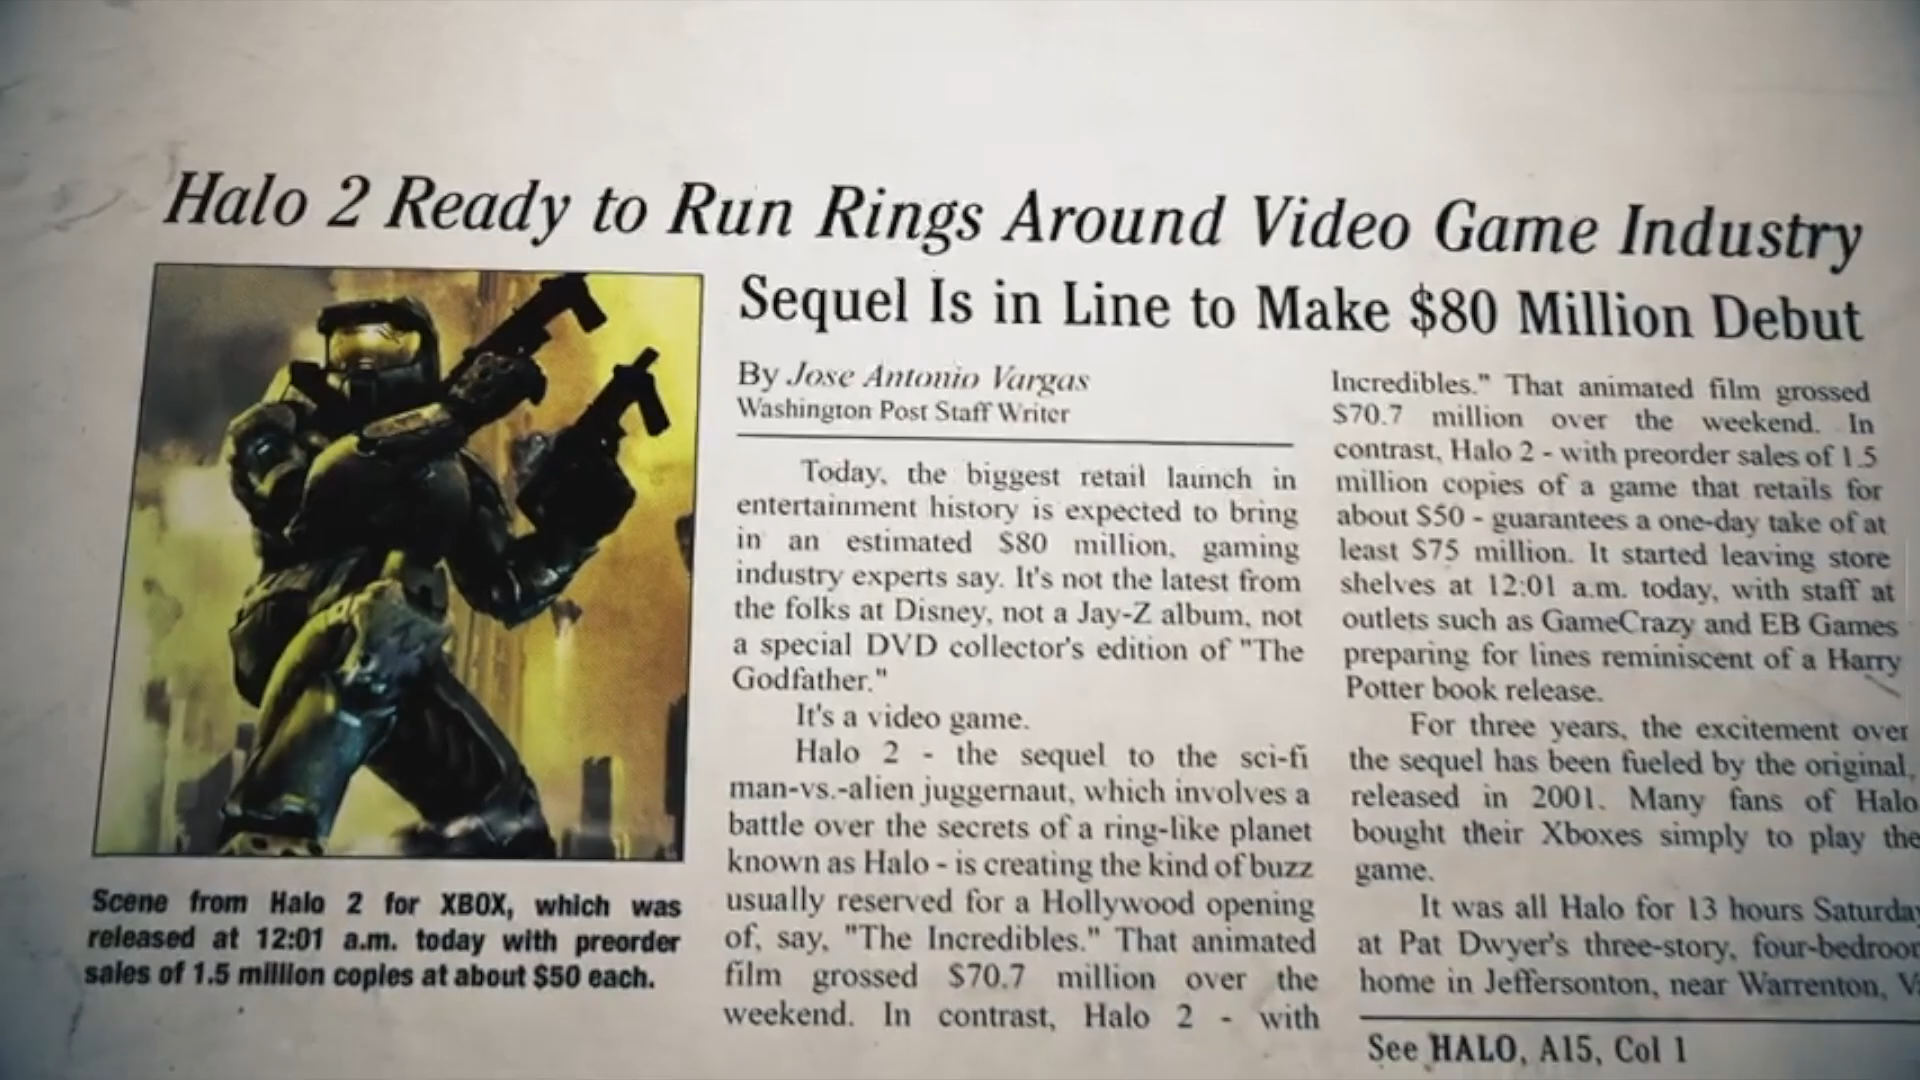 Halo 2 Ready to Run Rings Around Video Game Industry
Sequel Is in Line to Make $80 Million Debut
By Jose Antonio Vargas
Washington Post Staff Writer
Today, the biggest retail launch in
entertainment history is expected to bring
in an estimated $80 million, gaming
industry experts say. It's not the latest from
the folks at Disney, not a Jay-Z album, not
a special DVD collector's edition of "The
Godfather."
It's a video game.
Halo 2 - the sequel to the sci-fi
man-vs.-alien juggernaut, which involves a
battle over the secrets of a ring-like planet
known as Halo - is creating the kind of buzz
usually reserved for a Hollywood opening
of, say, "The Incredibles." That animated
film grossed $70.7 million over the
weekend. In contrast, Halo 2 - with
Incredibles." That animated film grossed
$70.7 million over the weekend. In
contrast, Halo 2 - with preorder sales of 1.5
million copies of a game that retails for
about $50 - guarantees a one-day take of at
least $75 million. It started leaving store
shelves at 12:01 a.m. today, with staff at
outlets such as GameCrazy and EB Games
preparing for lines reminiscent of a Harry
Potter book release.
For three years, the excitement over
the sequel has been fueled by the original,
released in 2001. Many fans of Halo
bought their Xboxes simply to play the
game.
It was all Halo for 13 hours Saturday
at Pat Dwyer's three-story, four-bedroom
home in Jeffersonton, near Warrenton,
See HALO, A15, Col 1
Scene from Halo 2 for XBOX, which was
released at 12:01 a.m. today with preorder
sales of 1.5 million copies at about $50 each.